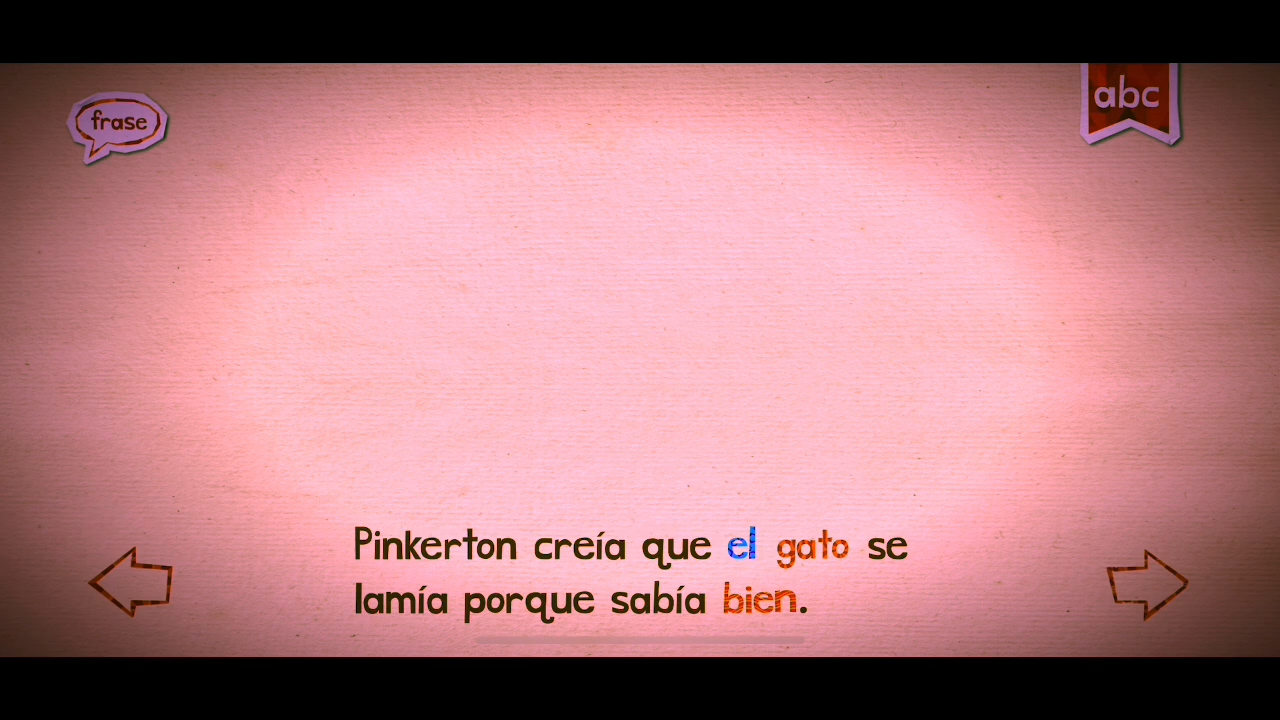 frase
abc
Pinkerton creía que el gato se
lamía porque sabía bien.